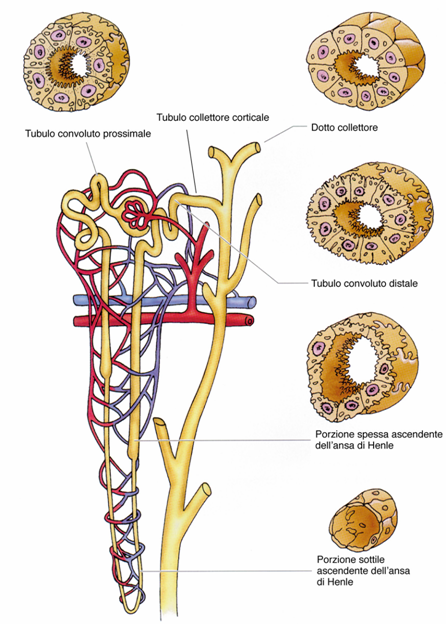 Tubulo convoluto prossimale
Tubulo collettore corticale
Dotto collettore
Tubulo convoluto distale
Porzione spessa ascendente
dell'ansa di Henle
Porzione sottile
ascendente dell'ansa
di Henle